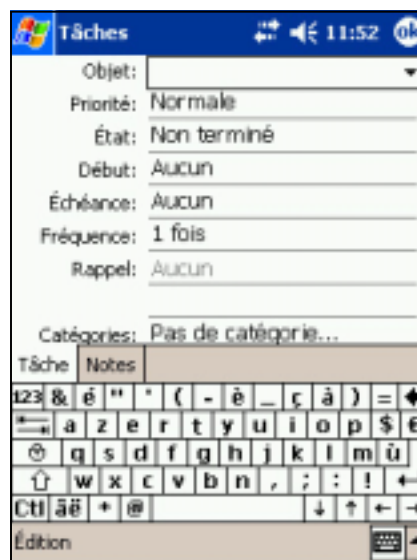 Tâches 11:52 ok
Objet:
Priorité: Normale
État: Non terminé
Début: Aucun
Échéance: Aucun
Fréquence: 1 fois
Rappel: Aucun
Catégories: Pas de catégorie...
Tâche Notes
123 & é " ' ( - è _ ç à ) =
a z e r t y u i o p $ €
q s d f g h j k l m ù
w x c v b n , ; : !
Ctl äë * @
Édition